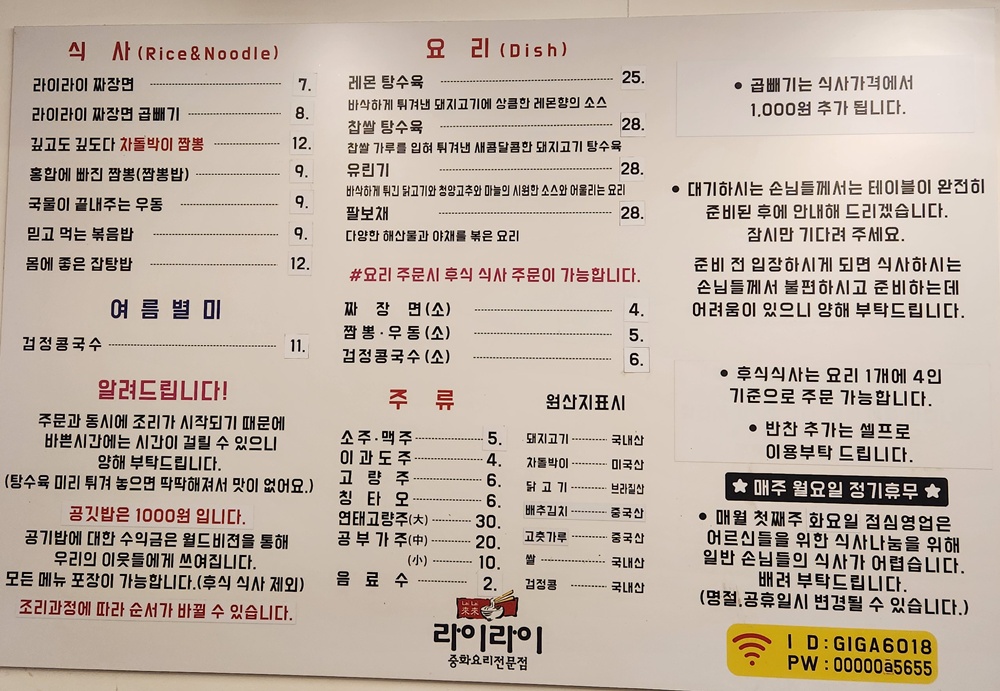 식 사 (Rice&Noodle)
라이라이 짜장면 7.
라이라이 짜장면 곱빼기 8.
깊고도 깊도다 차돌박이 짬뽕 12.
홍합에 빠진 짬뽕(짬뽕밥) 9.
국물이 끝내주는 우동 9.
믿고 먹는 볶음밥 9.
몸에 좋은 잡탕밥 12.
여 름 별 미
검정콩국수 11.
알려드립니다!
주문과 동시에 조리가 시작되기 때문에
바쁜시간에는 시간이 걸릴 수 있으니
양해 부탁드립니다.
(탕수육 미리 튀겨 놓으면 딱딱해져서 맛이 없어요.)
공깃밥은 1000원 입니다.
공기밥에 대한 수익금은 월드비전을 통해
우리의 이웃들에게 쓰여집니다.
모든 메뉴 포장이 가능합니다.(후식 식사 제외)
조리과정에 따라 순서가 바뀔 수 있습니다.
요 리 (Dish)
레몬 탕수육 25.
바삭하게 튀겨낸 돼지고기에 상큼한 레몬향의 소스
찹쌀 탕수육 28.
찹쌀 가루를 입혀 튀겨낸 새콤달콤한 돼지고기 탕수육
유린기 28.
바삭하게 튀긴 닭고기와 청양고추와 마늘의 시원한 소스와 어울리는 요리
팔보채 28.
다양한 해산물과 야채를 볶은 요리
#요리 주문시 후식 식사 주문이 가능합니다.
짜 장 면 (소) 4.
짬뽕·우동 (소) 5.
검정콩국수 (소) 6.
주 류
소주·맥주 5.
이과도주 4.
고 량 주 6.
칭 타 오 6.
연태고량주(大) 30.
공부가주(中) 20.
(小) 10.
음 료 수 2.
원산지표시
돼지고기 국내산
차돌박이 미국산
닭 고 기 브라질산
배추김치 중국산
고춧가루 중국산
쌀 국내산
검정콩 국내산
라이라이
중화요리전문점
• 곱빼기는 식사가격에서
1,000원 추가 됩니다.
• 대기하시는 손님들께서는 테이블이 완전히
준비된 후에 안내해 드리겠습니다.
잠시만 기다려 주세요.
준비 전 입장하시게 되면 식사하시는
손님들께서 불편하시고 준비하는데
어려움이 있으니 양해 부탁드립니다.
• 후식식사는 요리 1개에 4인
기준으로 주문 가능합니다.
• 반찬 추가는 셀프로
이용부탁 드립니다.
★ 매주 월요일 정기휴무 ★
• 매월 첫째주 화요일 점심영업은
어르신들을 위한 식사나눔을 위해
일반 손님들의 식사가 어렵습니다.
배려 부탁드립니다.
(명절,공휴일시 변경될 수 있습니다.)
I D : GIGA6018
PW : 00000a5655